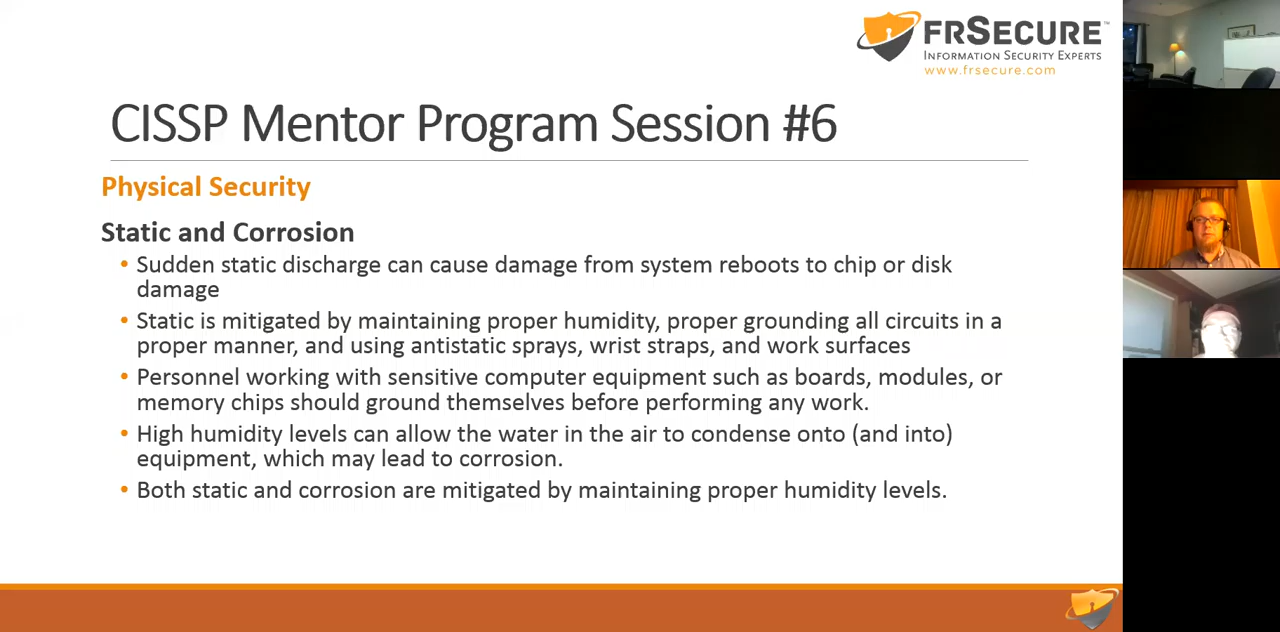 FRSECURE™
INFORMATION SECURITY EXPERTS
www.frsecure.com
CISSP Mentor Program Session #6
Physical Security
Static and Corrosion
• Sudden static discharge can cause damage from system reboots to chip or disk
damage
• Static is mitigated by maintaining proper humidity, proper grounding all circuits in a
proper manner, and using antistatic sprays, wrist straps, and work surfaces
• Personnel working with sensitive computer equipment such as boards, modules, or
memory chips should ground themselves before performing any work.
• High humidity levels can allow the water in the air to condense onto (and into)
equipment, which may lead to corrosion.
• Both static and corrosion are mitigated by maintaining proper humidity levels.